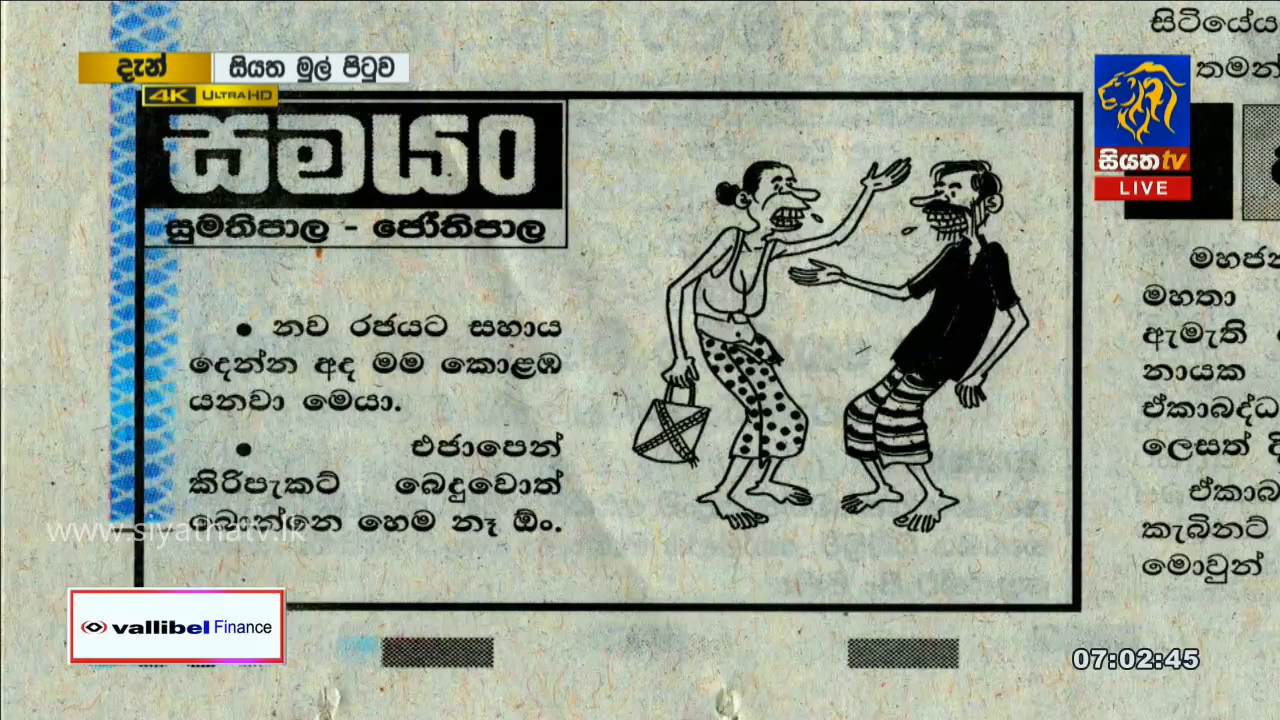 දැන්
සියත මුල් පිටුව
4K ULTRA HD
සමයං
සුමතිපාල - ජෝතිපාල
• නව රජයට සහාය
දෙන්න අද මම කොළඹ
යනවා මෙයා.
• එජාපෙන්
කිරිපැකට් බෙදුවොත්
බොන්නෙ හෙම නෑ ඕං.
www.siyathatv.lk
vallibel Finance
සියත tv
LIVE
සිටියේය
තමන්
මහජන
මහතා
ඇමැති
නායක
ඒකාබද්ධ
ලෙසත්
ඒකාබ
කැබිනට්
මොවුන්
07:02:45